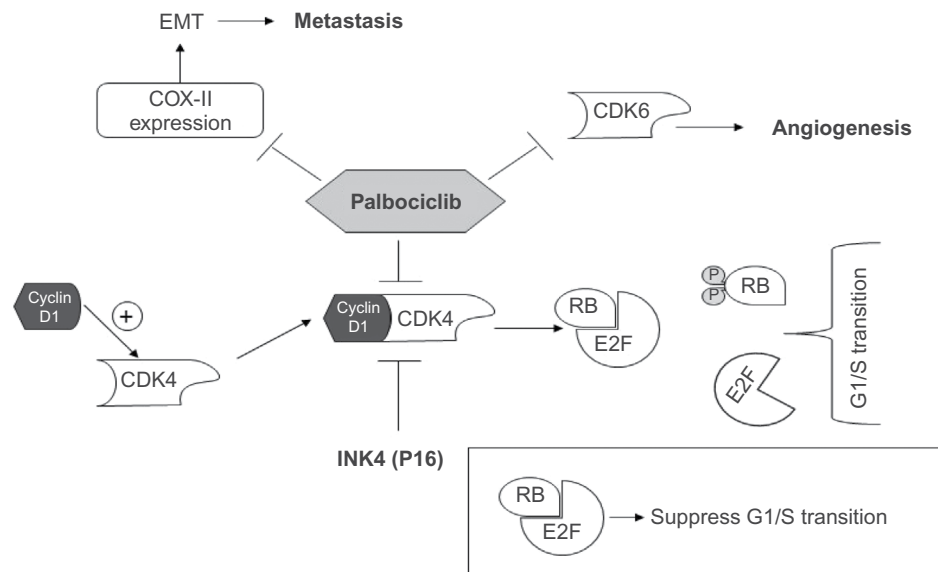 EMT
Metastasis
COX-II
expression
CDK6
Angiogenesis
Palbociclib
Cyclin
D1
+
CDK4
Cyclin
D1
CDK4
RB
E2F
P
P
RB
E2F
G1/S transition
INK4 (P16)
RB
E2F
Suppress G1/S transition